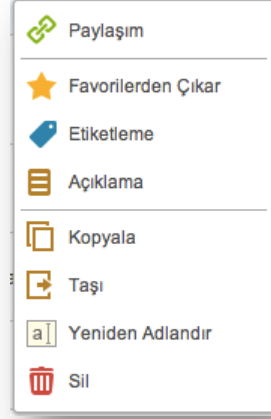 Paylaşım
Favorilerden Çıkar
Etiketleme
Açıklama
Kopyala
Taşı
a Yeniden Adlandır
Sil